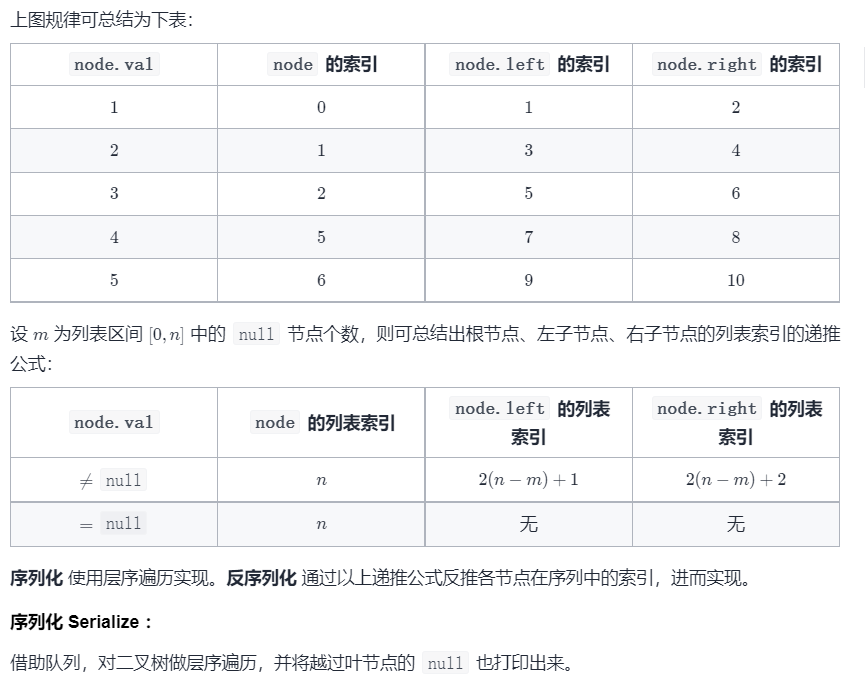 上图规律可总结为下表：
node.val node 的索引 node.left 的索引 node.right 的索引
1 0 1 2
2 1 3 4
3 2 5 6
4 5 7 8
5 6 9 10
设 m 为列表区间 [0, n] 中的 null 节点个数，则可总结出根节点、左子节点、右子节点的列表索引的递推
公式：
node.val node 的列表索引 node.left 的列表索引 node.right 的列表索引
≠ null n 2(n − m) + 1 2(n − m) + 2
= null n 无 无
序列化 使用层序遍历实现。反序列化 通过以上递推公式反推各节点在序列中的索引，进而实现。
序列化 Serialize ：
借助队列，对二叉树做层序遍历，并将越过叶节点的 null 也打印出来。